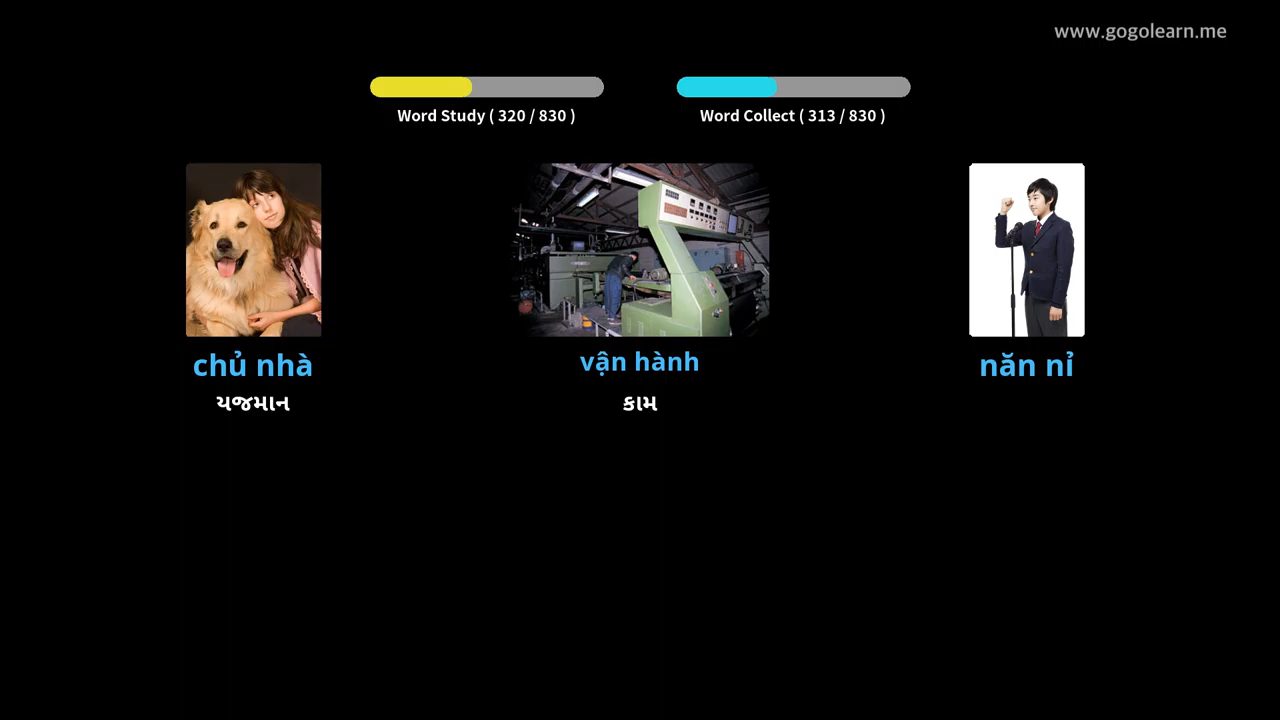 www.gogolearn.me
Word Study ( 320 / 830 )
Word Collect ( 313 / 830 )
chủ nhà
vận hành
năn nỉ
યજમાન
કામ